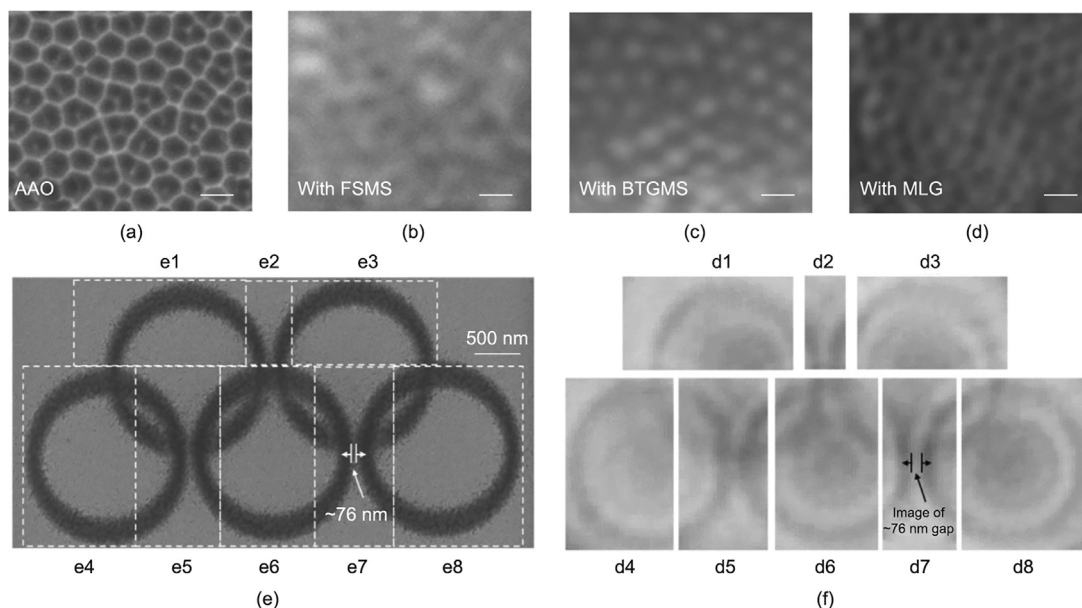 AAO
With FSMS
With BTGMS
With MLG
(a)
(b)
(c)
(d)
e1
e2
e3
500 nm
~76 nm
e4
e5
e6
e7
e8
(e)
d1
d2
d3
Image of
~76 nm gap
d4
d5
d6
d7
d8
(f)